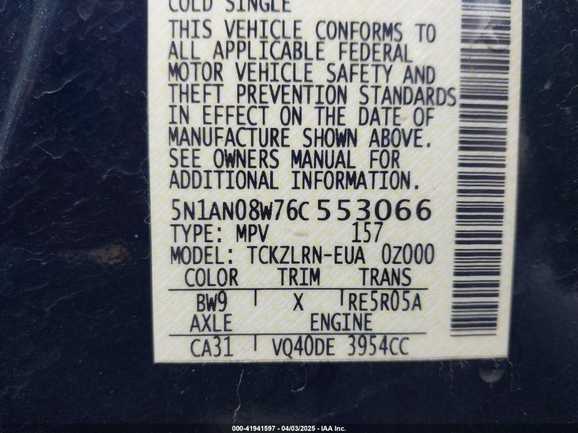 COLD SINGLE
THIS VEHICLE CONFORMS TO
ALL APPLICABLE FEDERAL
MOTOR VEHICLE SAFETY AND
THEFT PREVENTION STANDARDS
IN EFFECT ON THE DATE OF
MANUFACTURE SHOWN ABOVE.
SEE OWNERS MANUAL FOR
ADDITIONAL INFORMATION.
5N1AN08W76C553066
TYPE: MPV 157
MODEL: TCKZLRN-EUA 0Z000
COLOR TRIM TRANS
BW9 X RE5R05A
AXLE ENGINE
CA31 VQ40DE 3954CC
000-41941597 - 04/03/2025 - IAA Inc.